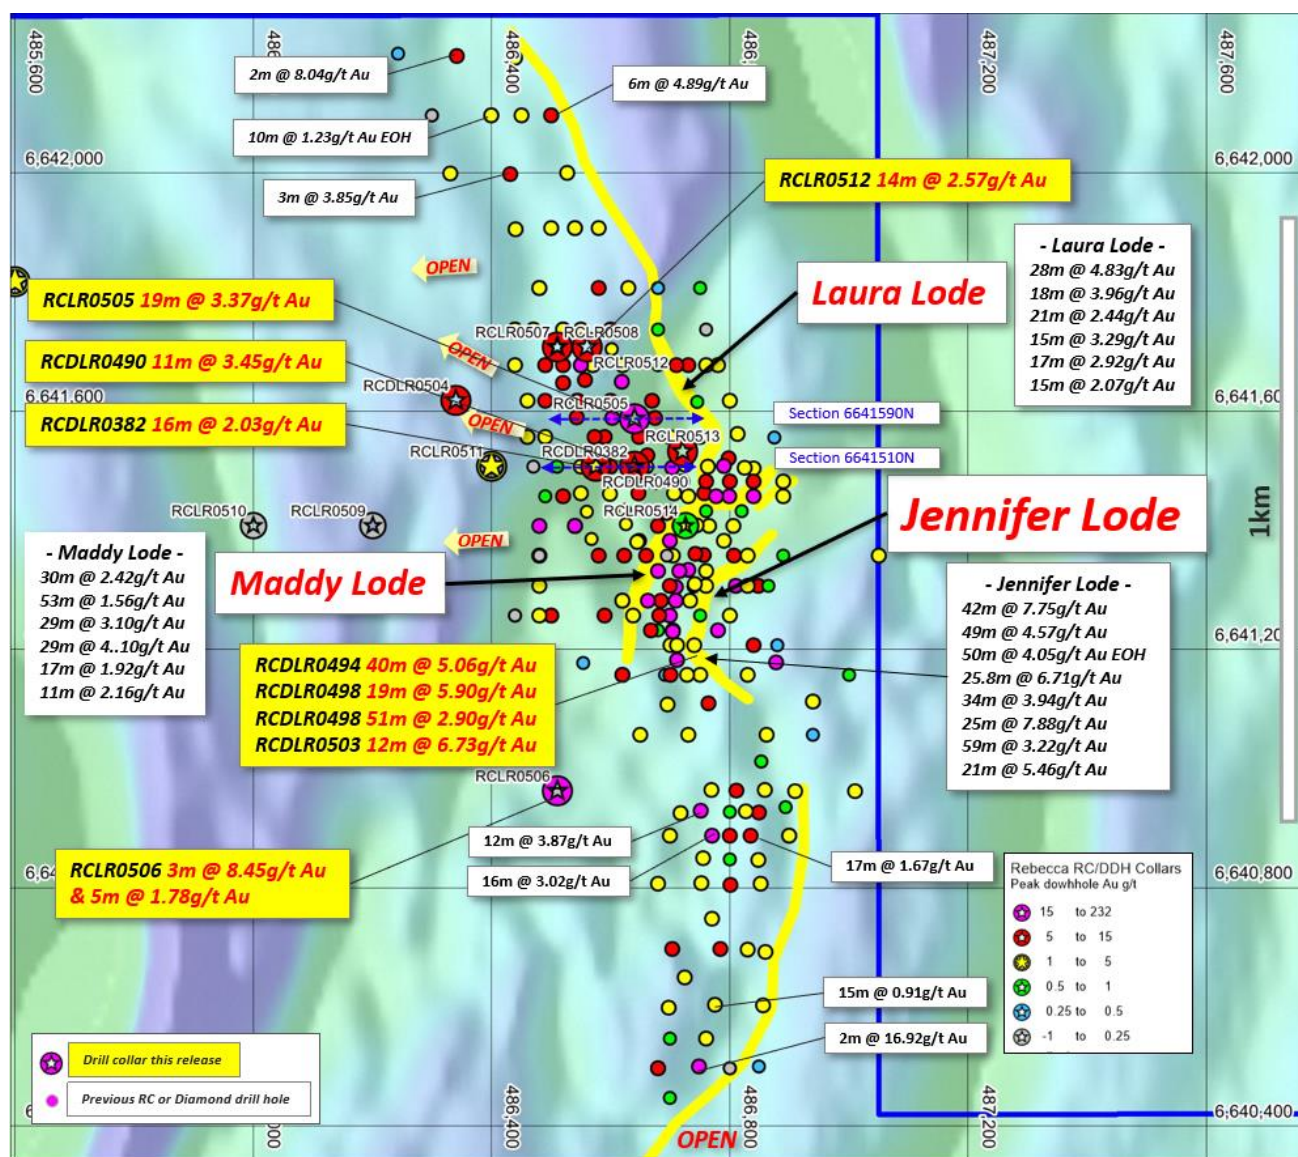 485,600
486,400
487,200
487,600
2m @ 8.04g/t Au
6m @ 4.89g/t Au
10m @ 1.23g/t Au EOH
6,642,000
6,642,000
3m @ 3.85g/t Au
RCLR0512 14m @ 2.57g/t Au
- Laura Lode -
28m @ 4.83g/t Au
18m @ 3.96g/t Au
21m @ 2.44g/t Au
15m @ 3.29g/t Au
17m @ 2.92g/t Au
15m @ 2.07g/t Au
OPEN
Laura Lode
RCLR0505 19m @ 3.37g/t Au
RCLR0507
RCLR0508
OPEN
RCDLR0490 11m @ 3.45g/t Au
RCLR0512
RCDLR0504
6,641,600
RCLR0505
Section 6641590N
RCDLR0382 16m @ 2.03g/t Au
OPEN
RCLR0513
RCLR0511
RCDLR0382
Section 6641510N
RCDLR0490
RCLR0510
RCLR0509
RCLR0514
Jennifer Lode
1km
OPEN
- Maddy Lode -
30m @ 2.42g/t Au
53m @ 1.56g/t Au
29m @ 3.10g/t Au
29m @ 4..10g/t Au
17m @ 1.92g/t Au
11m @ 2.16g/t Au
Maddy Lode
- Jennifer Lode -
42m @ 7.75g/t Au
49m @ 4.57g/t Au
50m @ 4.05g/t Au EOH
25.8m @ 6.71g/t Au
34m @ 3.94g/t Au
25m @ 7.88g/t Au
59m @ 3.22g/t Au
21m @ 5.46g/t Au
RCDLR0494 40m @ 5.06g/t Au
RCDLR0498 19m @ 5.90g/t Au
RCDLR0498 51m @ 2.90g/t Au
RCDLR0503 12m @ 6.73g/t Au
RCLR0506
12m @ 3.87g/t Au
RCLR0506 3m @ 8.45g/t Au
& 5m @ 1.78g/t Au
16m @ 3.02g/t Au
17m @ 1.67g/t Au
6,640,800
Rebecca RC/DDH Collars
Peak dowhhole Au g/t
15 to 232
5 to 15
1 to 5
0.5 to 1
0.25 to 0.5
-1 to 0.25
15m @ 0.91g/t Au
2m @ 16.92g/t Au
Drill collar this release
Previous RC or Diamond drill hole
6,640,400
486,400
486,800
487,200
OPEN